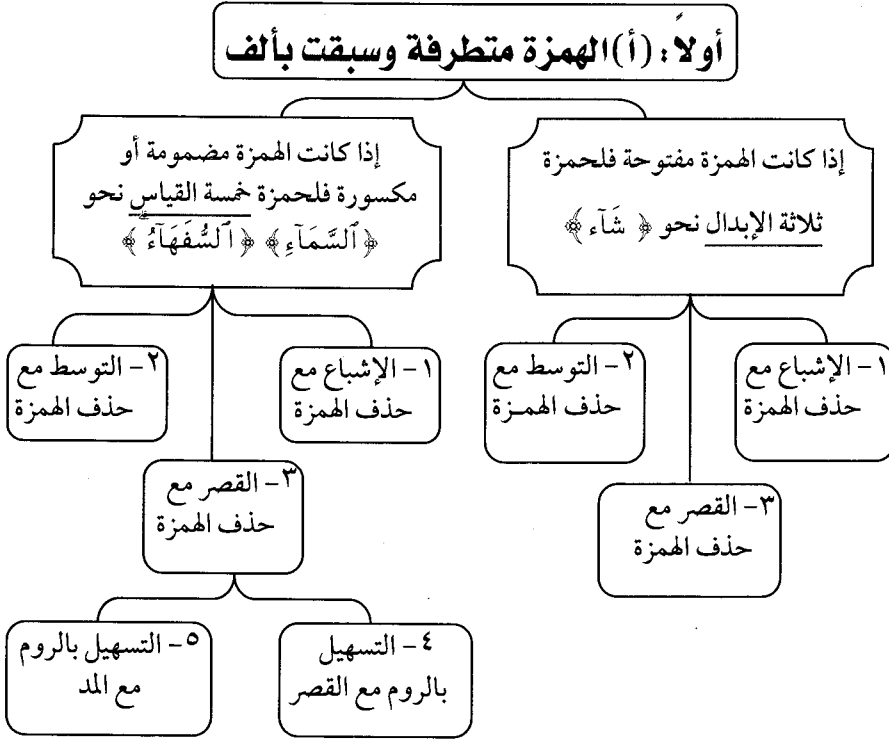 أولاً: (أ) الهمزة متطرفة وسبقت بألف
إذا كانت الهمزة مفتوحة فلحمزة
ثلاثة الإبدال نحو ﴿ شَآء ﴾
١- الإشباع مع
حذف الهمزة
٢- التوسط مع
حذف الهمـزة
٣- القصر مع
حذف الهمزة
إذا كانت الهمزة مضمومة أو
مكسورة فلحمزة خمسة القياس نحو
﴿ ٱلسَّمَآءِ ﴾ ﴿ ٱلسُّفَهَآءُ ﴾
١- الإشباع مع
حذف الهمزة
٢- التوسط مع
حذف الهمزة
٣- القصر مع
حذف الهمزة
٤- التسهيل
بالروم مع القصر
٥- التسهيل بالروم
مع المد